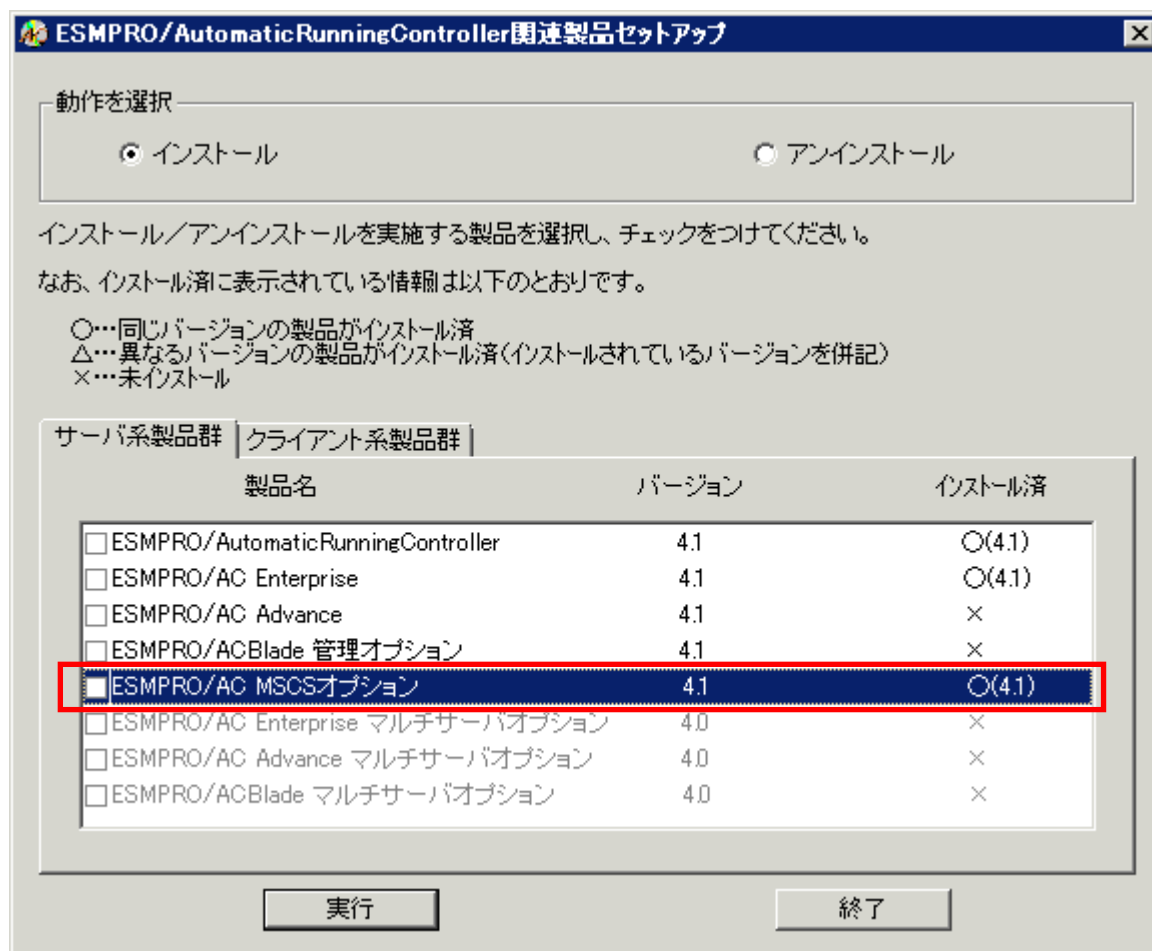 ESMPRO/AutomaticRunningController関連製品セットアップ
動作を選択
インストール アンインストール
インストール／アンインストールを実施する製品を選択し、チェックをつけてください。
なお、インストール済に表示されている情報は以下のとおりです。
○…同じバージョンの製品がインストール済
△…異なるバージョンの製品がインストール済(インストールされているバージョンを併記)
×…未インストール
サーバ系製品群 クライアント系製品群
製品名 バージョン インストール済
ESMPRO/AutomaticRunningController 4.1 ○(4.1)
ESMPRO/AC Enterprise 4.1 ○(4.1)
ESMPRO/AC Advance 4.1 ×
ESMPRO/ACBlade 管理オプション 4.1 ×
ESMPRO/AC MSCSオプション 4.1 ○(4.1)
ESMPRO/AC Enterprise マルチサーバオプション 4.0 ×
ESMPRO/AC Advance マルチサーバオプション 4.0 ×
ESMPRO/ACBlade マルチサーバオプション 4.0 ×
実行 終了